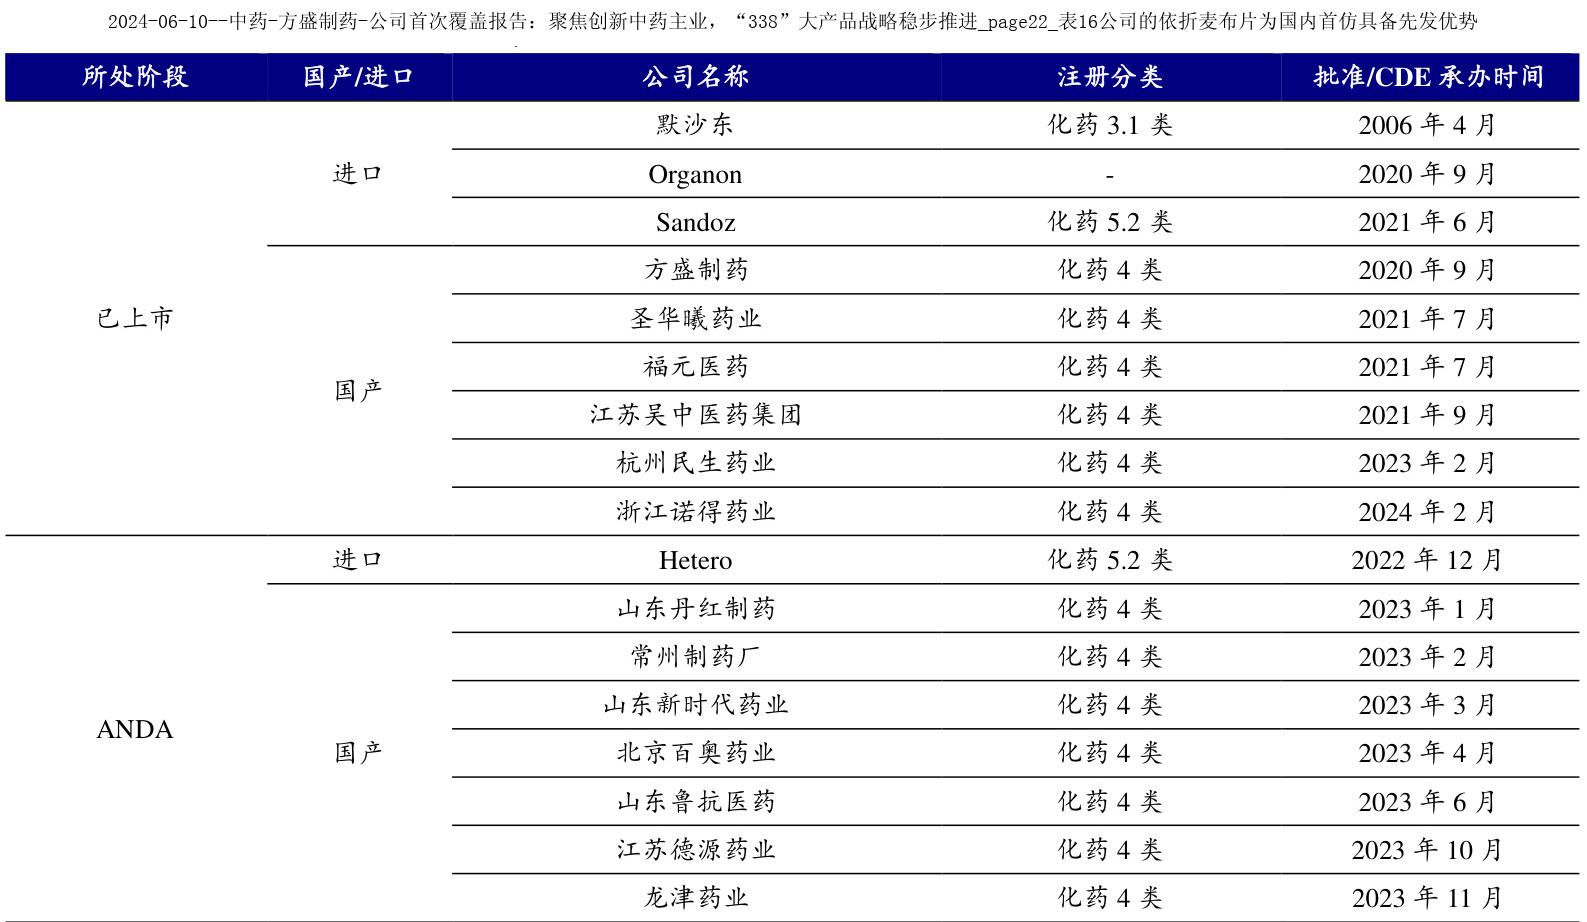 2024-06-10--中药-方盛制药-公司首次覆盖报告：聚焦创新中药主业，“338”大产品战略稳步推进_page22_表16公司的依折麦布片为国内首仿具备先发优势
所处阶段 国产/进口 公司名称 注册分类 批准/CDE 承办时间
已上市 进口 默沙东 化药 3.1 类 2006 年 4 月
Organon - 2020 年 9 月
Sandoz 化药 5.2 类 2021 年 6 月
国产 方盛制药 化药 4 类 2020 年 9 月
圣华曦药业 化药 4 类 2021 年 7 月
福元医药 化药 4 类 2021 年 7 月
江苏吴中医药集团 化药 4 类 2021 年 9 月
杭州民生药业 化药 4 类 2023 年 2 月
浙江诺得药业 化药 4 类 2024 年 2 月
ANDA 进口 Hetero 化药 5.2 类 2022 年 12 月
国产 山东丹红制药 化药 4 类 2023 年 1 月
常州制药厂 化药 4 类 2023 年 2 月
山东新时代药业 化药 4 类 2023 年 3 月
北京百奥药业 化药 4 类 2023 年 4 月
山东鲁抗医药 化药 4 类 2023 年 6 月
江苏德源药业 化药 4 类 2023 年 10 月
龙津药业 化药 4 类 2023 年 11 月